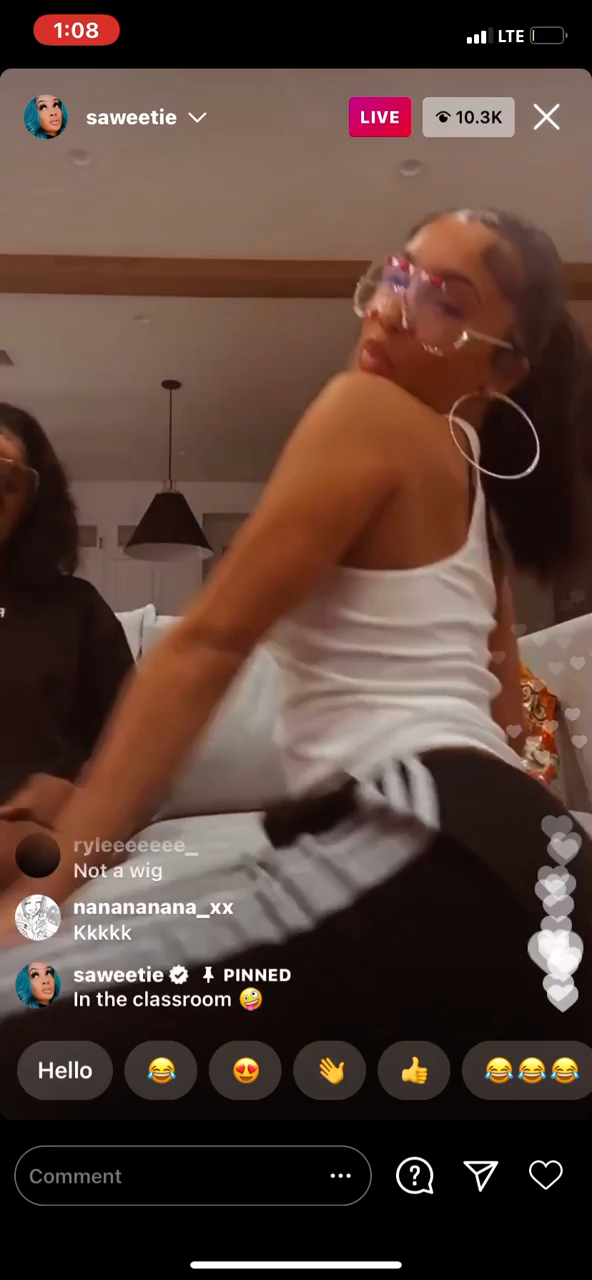 1:08
LTE
saweetie
LIVE
10.3K
ryleeeeeee_
Not a wig
nanananana_xx
Kkkkk
saweetie PINNED
In the classroom 🤪
Hello
😂
😍
👋
👍
😂😂😂
Comment